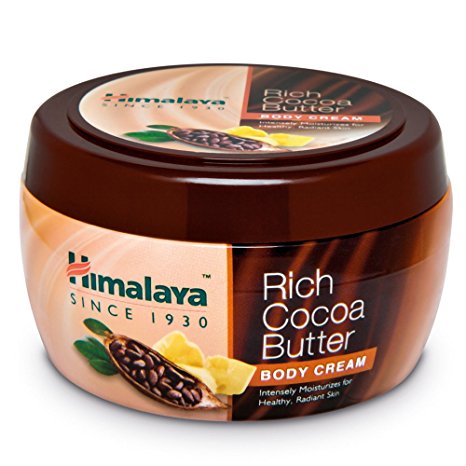 Himalaya
SINCE 1930
Rich
Cocoa
Butter
BODY CREAM
Intensely Moisturizes for
Healthy, Radiant Skin
Himalaya™
SINCE 1930
Rich
Cocoa
Butter
BODY CREAM
Intensely Moisturizes for
Healthy, Radiant Skin